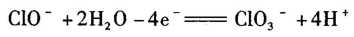 ClO⁻ + 2H₂O − 4e⁻ ══ ClO₃⁻ + 4H⁺